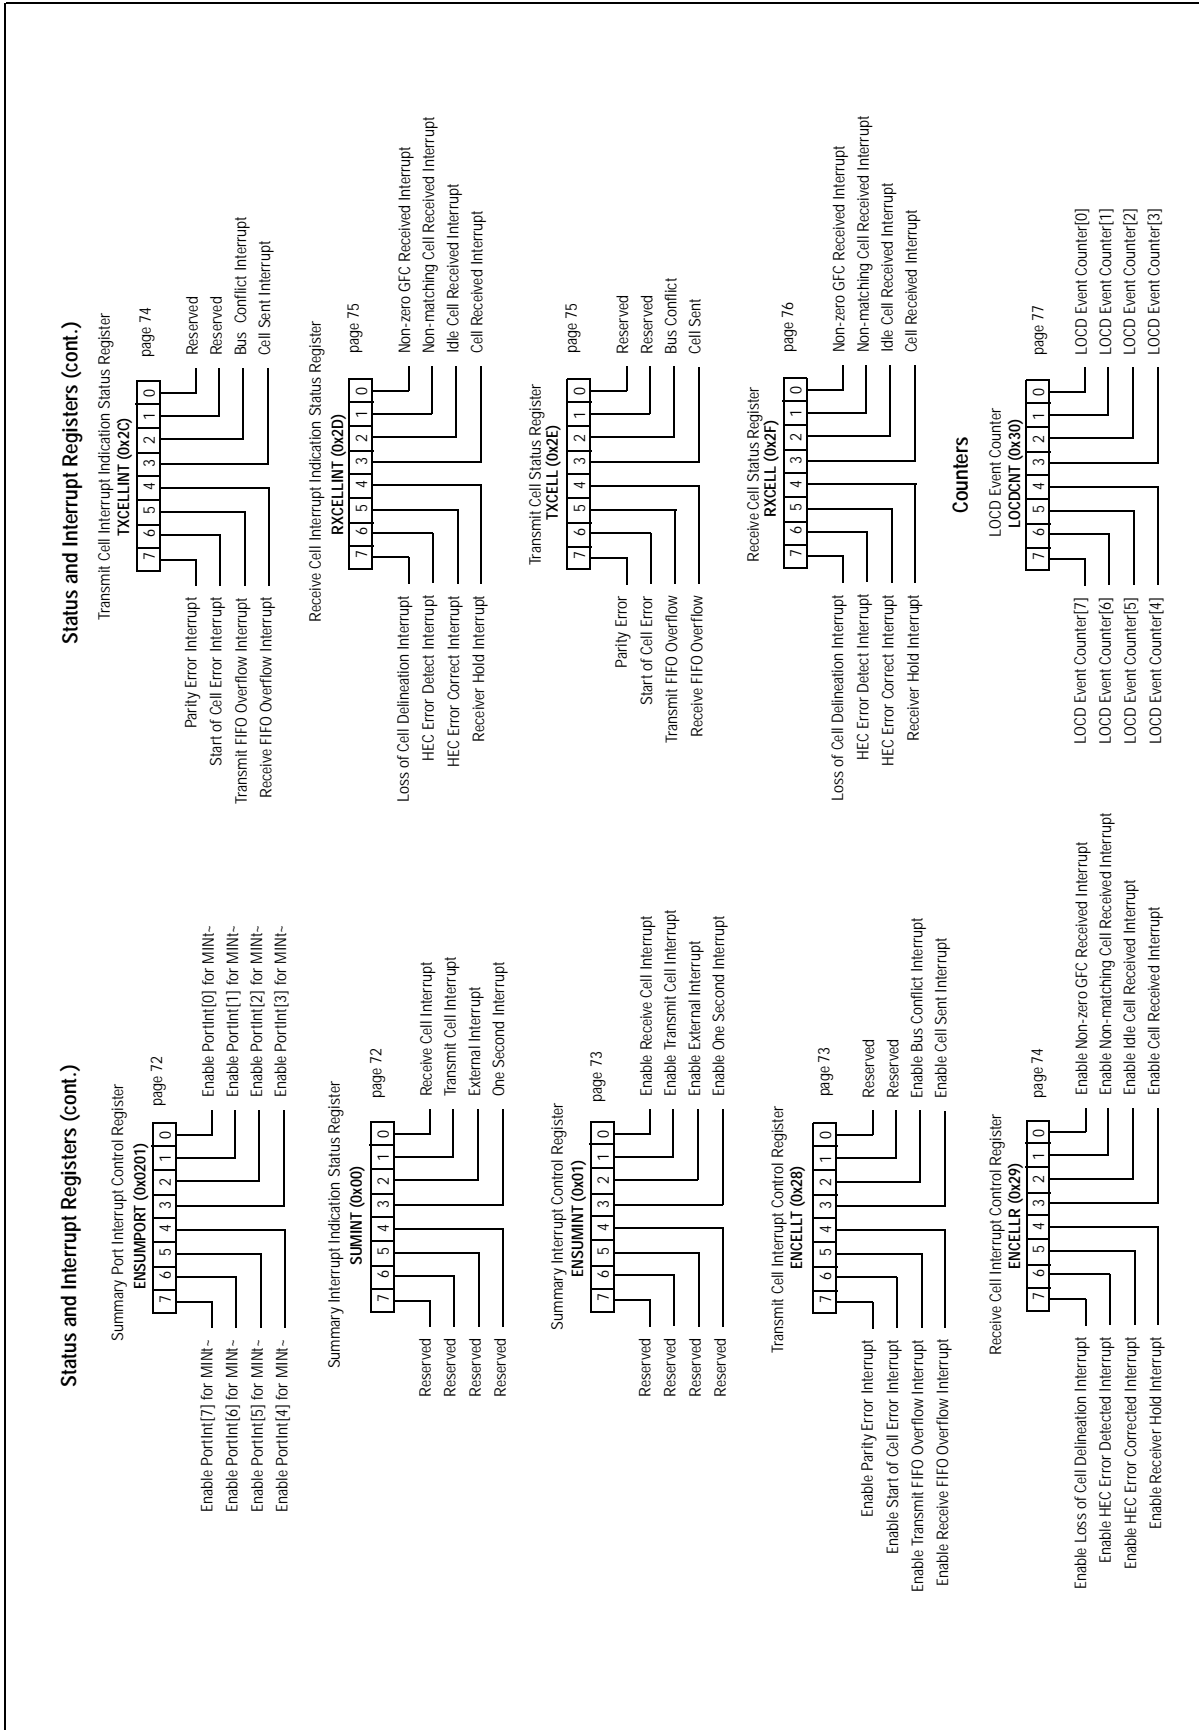 Status and Interrupt Registers (cont.)
Summary Port Interrupt Control Register
ENSUMPORT (0x0201)
7 6 5 4 3 2 1 0
page 72
Enable PortInt[7] for MINt~
Enable PortInt[6] for MINt~
Enable PortInt[5] for MINt~
Enable PortInt[4] for MINt~
Enable PortInt[0] for MINt~
Enable PortInt[1] for MINt~
Enable PortInt[2] for MINt~
Enable PortInt[3] for MINt~
Summary Interrupt Indication Status Register
SUMINT (0x00)
7 6 5 4 3 2 1 0
page 72
Reserved
Reserved
Reserved
Reserved
Receive Cell Interrupt
Transmit Cell Interrupt
External Interrupt
One Second Interrupt
Summary Interrupt Control Register
ENSUMINT (0x01)
7 6 5 4 3 2 1 0
page 73
Reserved
Reserved
Reserved
Reserved
Enable Receive Cell Interrupt
Enable Transmit Cell Interrupt
Enable External Interrupt
Enable One Second Interrupt
Transmit Cell Interrupt Control Register
ENCELLT (0x28)
7 6 5 4 3 2 1 0
page 73
Enable Parity Error Interrupt
Enable Start of Cell Error Interrupt
Enable Transmit FIFO Overflow Interrupt
Enable Receive FIFO Overflow Interrupt
Reserved
Reserved
Enable Bus Conflict Interrupt
Enable Cell Sent Interrupt
Receive Cell Interrupt Control Register
ENCELLR (0x29)
7 6 5 4 3 2 1 0
page 74
Enable Loss of Cell Delineation Interrupt
Enable HEC Error Detected Interrupt
Enable HEC Error Corrected Interrupt
Enable Receiver Hold Interrupt
Enable Non-zero GFC Received Interrupt
Enable Non-matching Cell Received Interrupt
Enable Idle Cell Received Interrupt
Enable Cell Received Interrupt
Status and Interrupt Registers (cont.)
Transmit Cell Interrupt Indication Status Register
TXCELLINT (0x2C)
7 6 5 4 3 2 1 0
page 74
Parity Error Interrupt
Start of Cell Error Interrupt
Transmit FIFO Overflow Interrupt
Receive FIFO Overflow Interrupt
Reserved
Reserved
Bus Conflict Interrupt
Cell Sent Interrupt
Receive Cell Interrupt Indication Status Register
RXCELLINT (0x2D)
7 6 5 4 3 2 1 0
page 75
Loss of Cell Delineation Interrupt
HEC Error Detect Interrupt
HEC Error Correct Interrupt
Receiver Hold Interrupt
Non-zero GFC Received Interrupt
Non-matching Cell Received Interrupt
Idle Cell Received Interrupt
Cell Received Interrupt
Transmit Cell Status Register
TXCELL (0x2E)
7 6 5 4 3 2 1 0
page 75
Parity Error
Start of Cell Error
Transmit FIFO Overflow
Receive FIFO Overflow
Reserved
Reserved
Bus Conflict
Cell Sent
Receive Cell Status Register
RXCELL (0x2F)
7 6 5 4 3 2 1 0
page 76
Loss of Cell Delineation Interrupt
HEC Error Detect Interrupt
HEC Error Correct Interrupt
Receiver Hold Interrupt
Non-zero GFC Received Interrupt
Non-matching Cell Received Interrupt
Idle Cell Received Interrupt
Cell Received Interrupt
Counters
LOCD Event Counter
LOCDCNT (0x30)
7 6 5 4 3 2 1 0
page 77
LOCD Event Counter[7]
LOCD Event Counter[6]
LOCD Event Counter[5]
LOCD Event Counter[4]
LOCD Event Counter[0]
LOCD Event Counter[1]
LOCD Event Counter[2]
LOCD Event Counter[3]